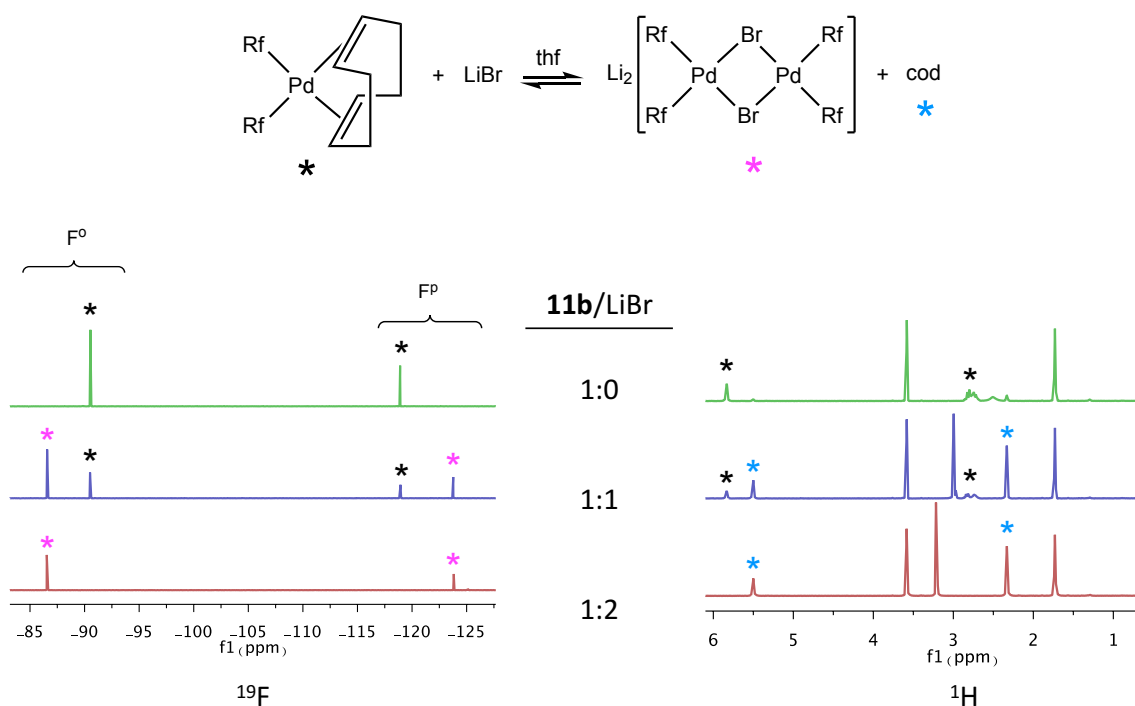 Rf
Rf
Pd
+ LiBr
thf
Li₂
Rf
Rf
Pd
Br
Br
Pd
Rf
Rf
+ cod
*
*
*
Fᵒ
Fᵖ
*
*
*
*
*
*
*
*
-85 -90 -95 -100 -105 -110 -115 -120 -125
f1 (ppm)
¹⁹F
11b/LiBr
1:0
1:1
1:2
*
*
*
*
*
*
*
*
6 5 4 3 2 1
f1 (ppm)
¹H